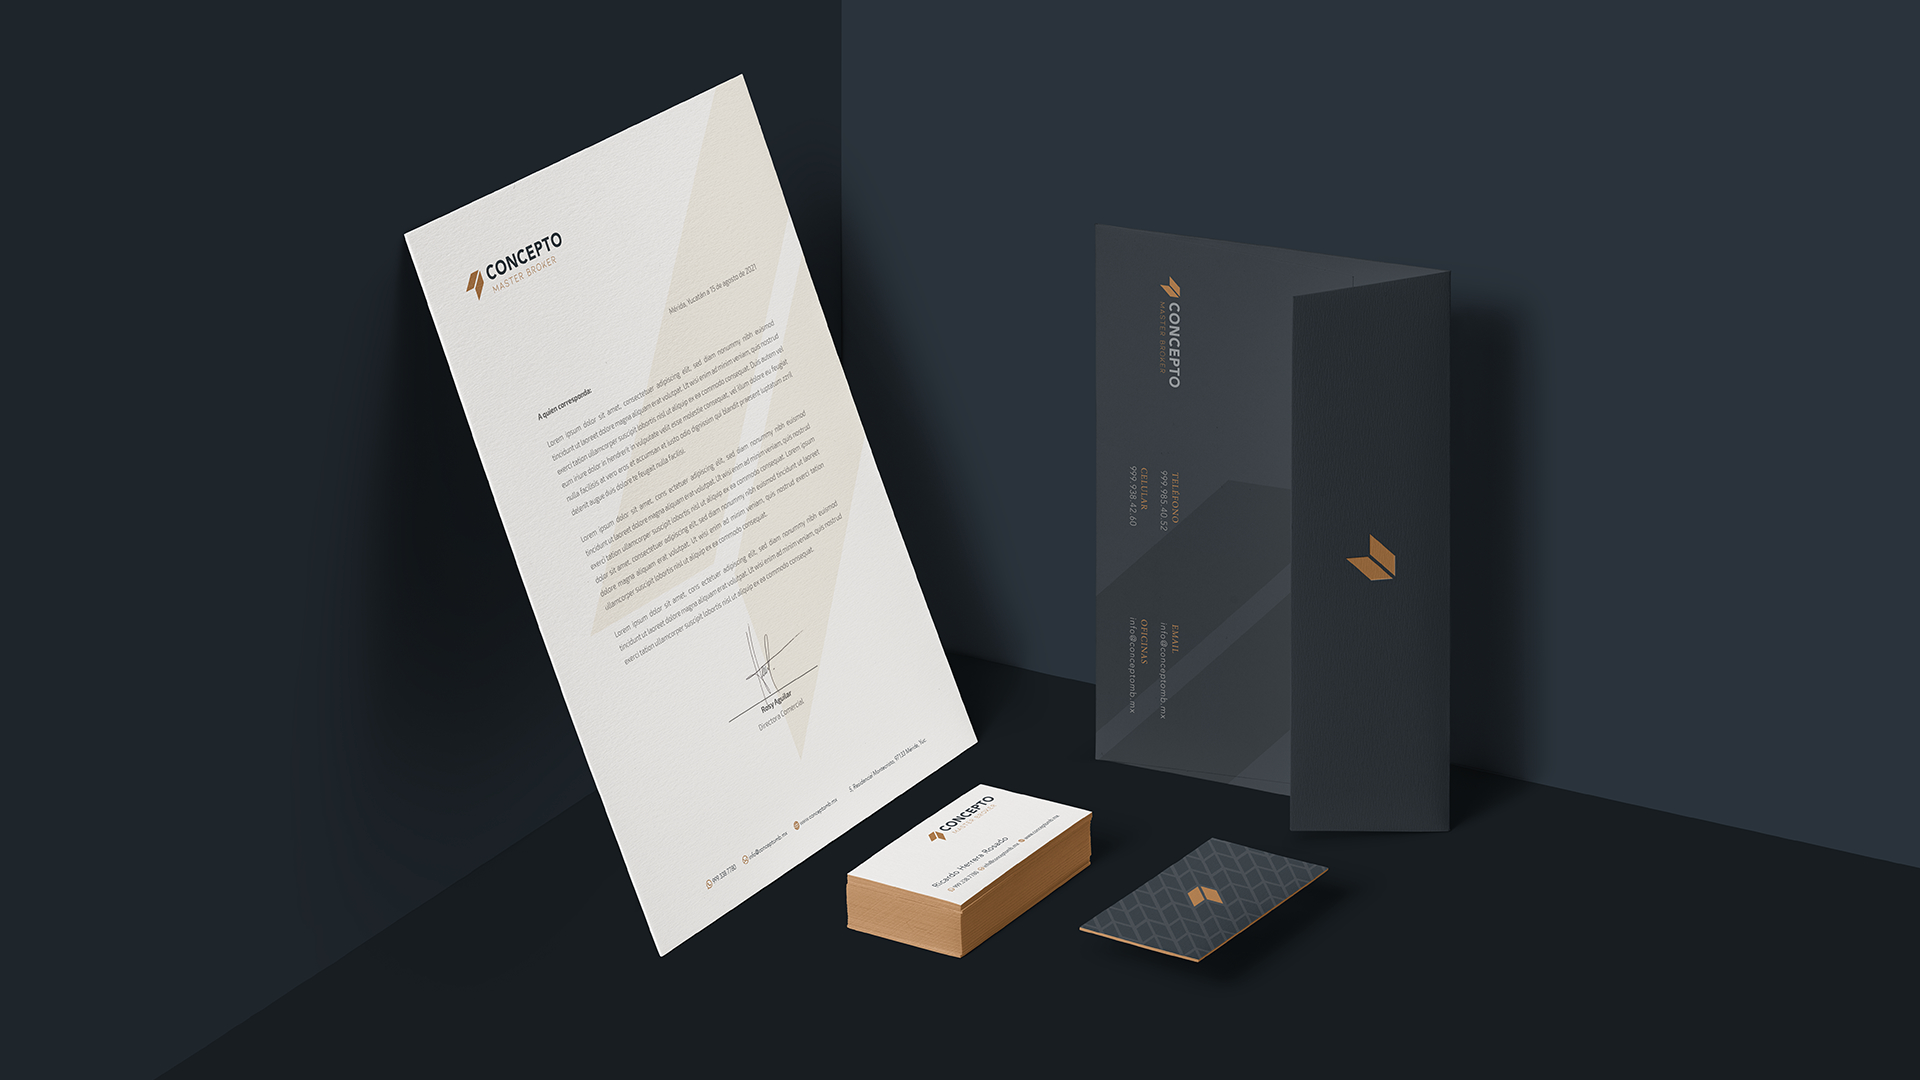 CONCEPTO
MASTER BROKER
Mérida, Yucatán a 15 de agosto de 2021
A quien corresponda:
Lorem ipsum dolor sit amet, consectetuer adipiscing elit, sed diam nonummy nibh euismod
tincidunt ut laoreet dolore magna aliquam erat volutpat. Ut wisi enim ad minim veniam, quis nostrud
exerci tation ullamcorper suscipit lobortis nisl ut aliquip ex ea commodo consequat. Duis autem vel
eum iriure dolor in hendrerit in vulputate velit esse molestie consequat, vel illum dolore eu feugiat
nulla facilisis at vero eros et accumsan et iusto odio dignissim qui blandit praesent luptatum zzril
delenit augue duis dolore te feugait nulla facilisi.
Lorem ipsum dolor sit amet, cons ectetuer adipiscing elit, sed diam nonummy nibh euismod
tincidunt ut laoreet dolore magna aliquam erat volutpat. Ut wisi enim ad minim veniam, quis nostrud
exerci tation ullamcorper suscipit lobortis nisl ut aliquip ex ea commodo consequat. Lorem ipsum
dolor sit amet, consectetuer adipiscing elit, sed diam nonummy nibh euismod tincidunt ut laoreet
dolore magna aliquam erat volutpat. Ut wisi enim ad minim veniam, quis nostrud exerci tation
ullamcorper suscipit lobortis nisl ut aliquip ex ea commodo consequat.
Lorem ipsum dolor sit amet, cons ectetuer adipiscing elit, sed diam nonummy nibh euismod
tincidunt ut laoreet dolore magna aliquam erat volutpat. Ut wisi enim ad minim veniam, quis nostrud
exerci tation ullamcorper suscipit lobortis nisl ut aliquip ex ea commodo consequat.
Rosy Aguilar
Directora Comercial
999.238.7780 info@conceptomb.mx www.conceptomb.mx Residencial Montecristo, 97133 Mérida, Yuc.
CONCEPTO
MASTER BROKER
Ricardo Herrera Rosado
999.238.7780 info@conceptomb.mx www.conceptomb.mx
CONCEPTO
MASTER BROKER
TELÉFONO
999.985.40.52
CELULAR
999.938.42.60
EMAIL
info@conceptomb.mx
OFICINAS
info@conceptomb.mx